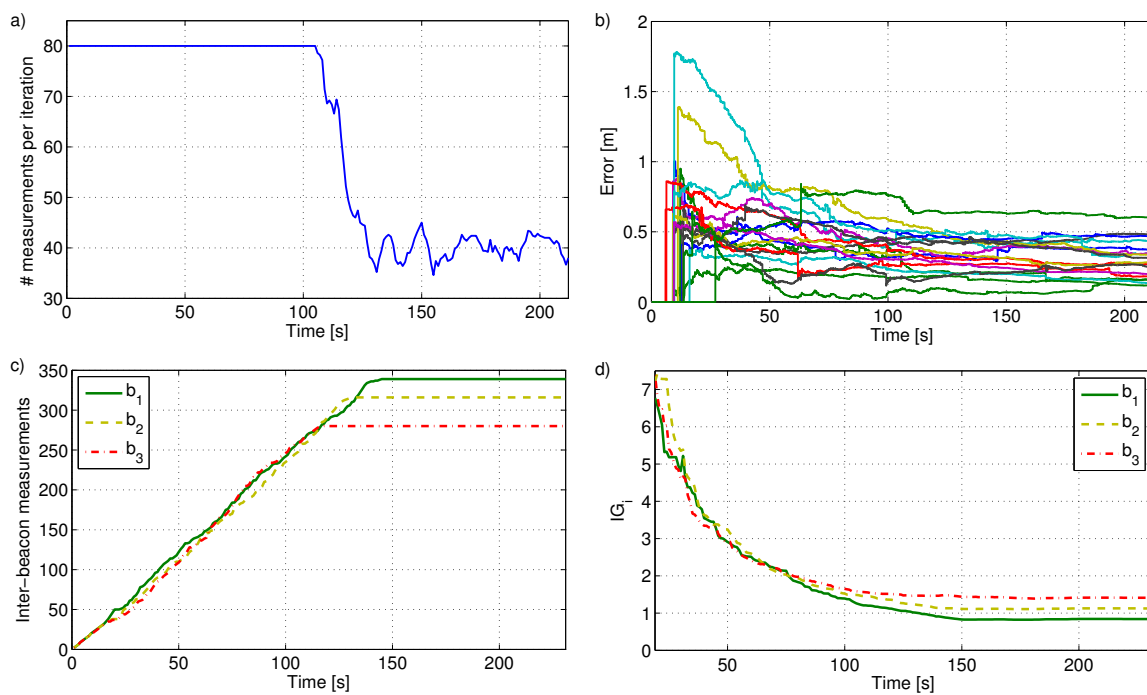 a)
80
70
60
50
40
30
0
50
100
150
200
Time [s]
# measurements per iteration
b)
2
1.5
1
0.5
0
0
50
100
150
200
Time [s]
Error [m]
c)
350
300
250
200
150
100
50
0
0
50
100
150
200
Time [s]
Inter−beacon measurements
b1
b2
b3
d)
7
6
5
4
3
2
1
0
50
100
150
200
Time [s]
IGi
b1
b2
b3